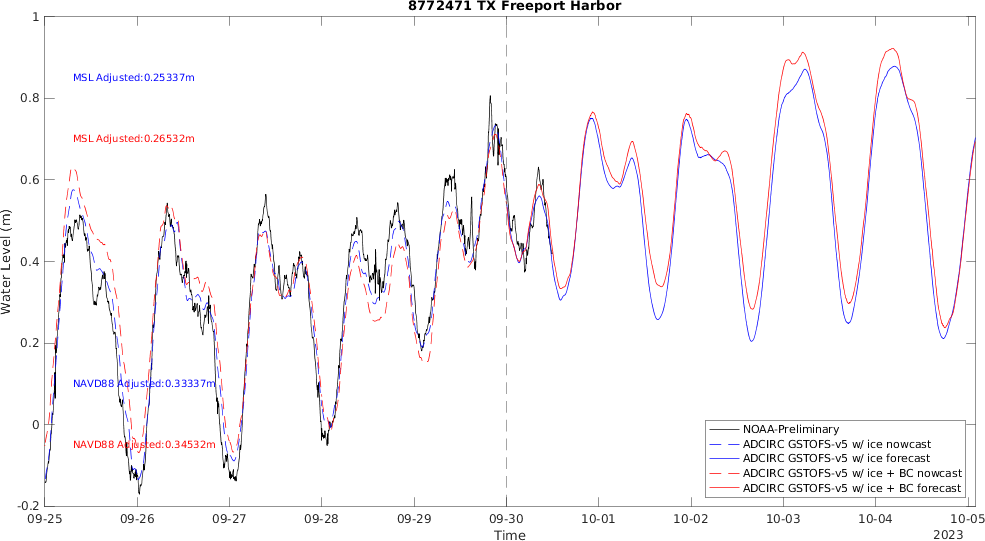 8772471 TX Freeport Harbor
Water Level (m)
1
0.8
0.6
0.4
0.2
0
-0.2
MSL Adjusted:0.25337m
MSL Adjusted:0.26532m
NAVD88 Adjusted:0.33337m
NAVD88 Adjusted:0.34532m
NOAA-Preliminary
ADCIRC GSTOFS-v5 w/ ice nowcast
ADCIRC GSTOFS-v5 w/ ice forecast
ADCIRC GSTOFS-v5 w/ ice + BC nowcast
ADCIRC GSTOFS-v5 w/ ice + BC forecast
09-25 09-26 09-27 09-28 09-29 09-30 10-01 10-02 10-03 10-04 10-05
Time
2023